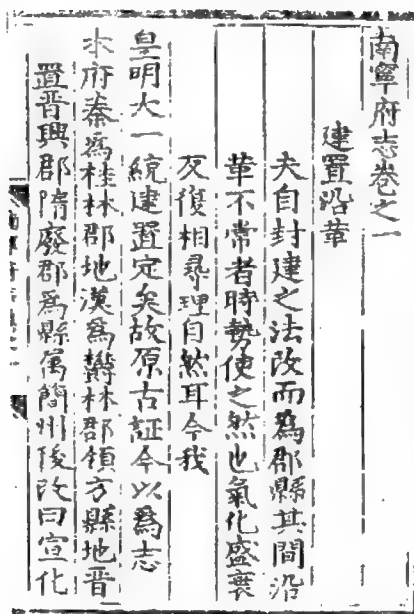 南寧府志卷之一
建置沿革
夫自封建之法改而為郡縣其間沿
革不常者時勢使之然也氣化盛衰
反復相尋理自然耳今我
皇明大一統建置定矣故原古証今以為志
本府秦為桂林郡地漢為欝林郡領方縣地晋
置晋興郡隋廢郡為縣属簡州後改曰宣化